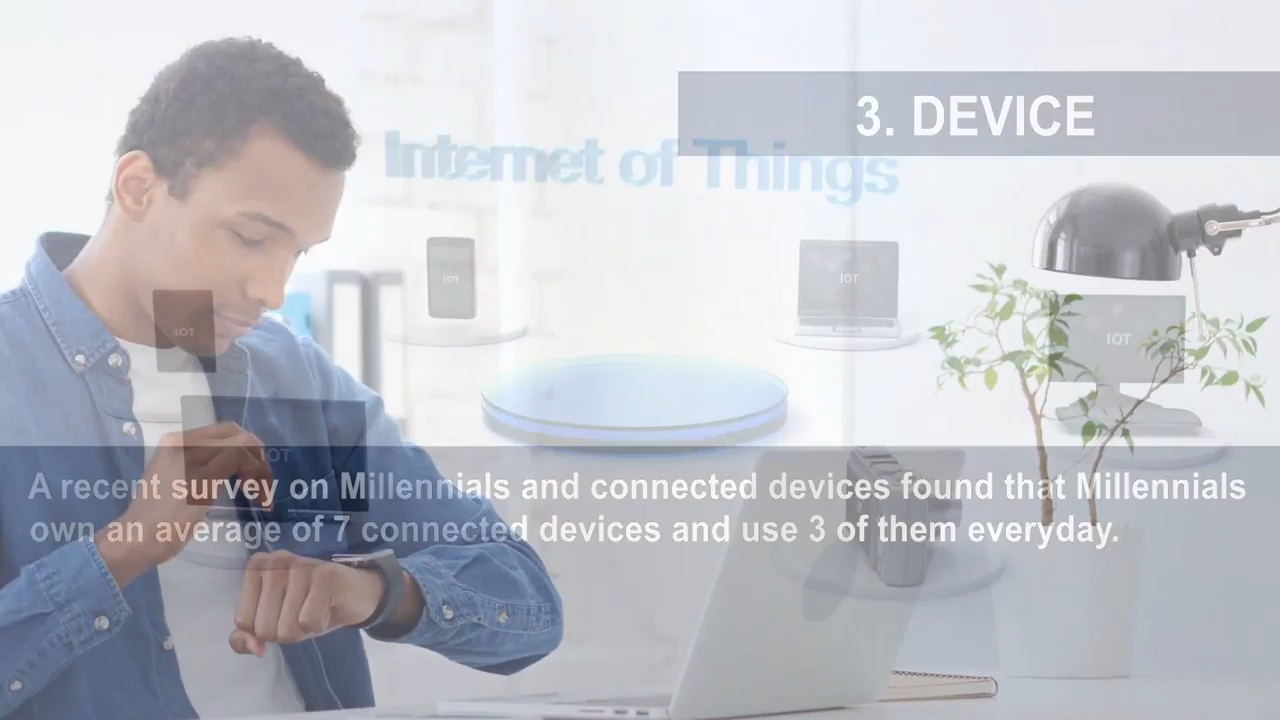 3. DEVICE
Internet of Things
IOT
IOT
IOT
IOT
IOT
A recent survey on Millennials and connected devices found that Millennials
own an average of 7 connected devices and use 3 of them everyday.